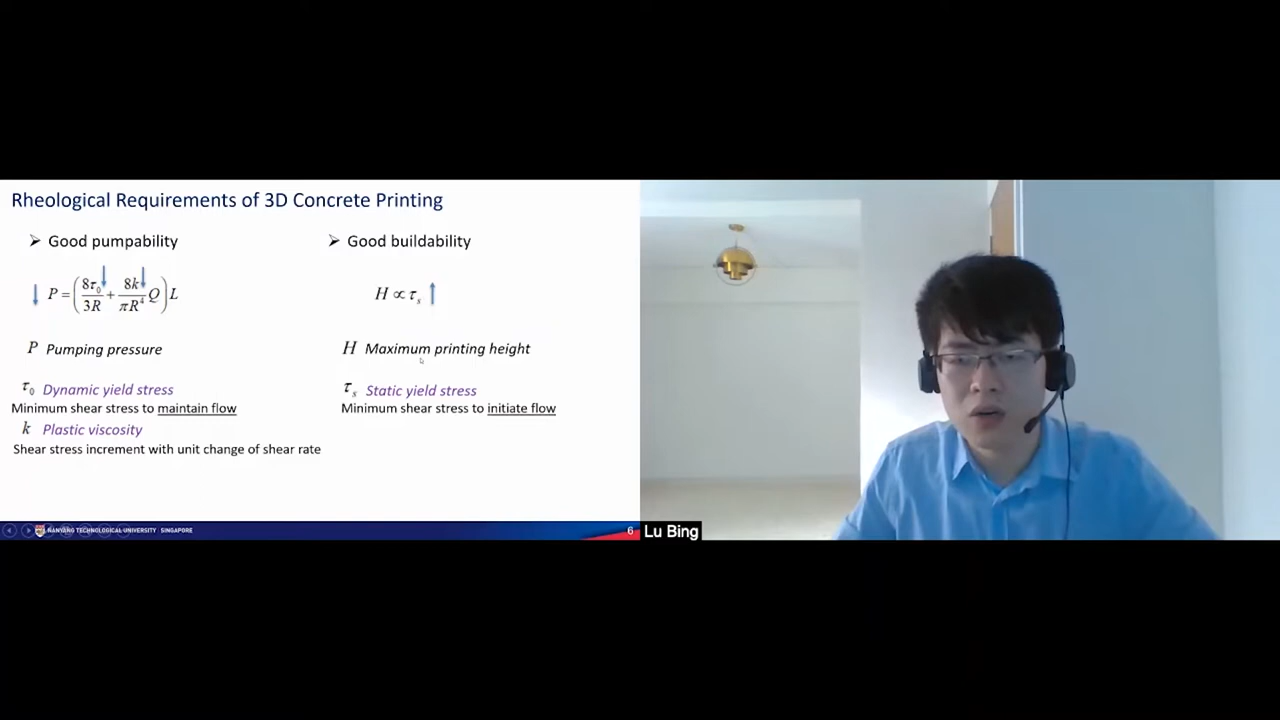 Rheological Requirements of 3D Concrete Printing
➢ Good pumpability
↓ P = (8τ₀↓/3R + 8k↓/πR⁴ Q) L
P Pumping pressure
τ₀ Dynamic yield stress
Minimum shear stress to maintain flow
k Plastic viscosity
Shear stress increment with unit change of shear rate
➢ Good buildability
H ∝ τₛ ↑
H Maximum printing height
τₛ Static yield stress
Minimum shear stress to initiate flow
NANYANG TECHNOLOGICAL UNIVERSITY SINGAPORE
6
Lu Bing